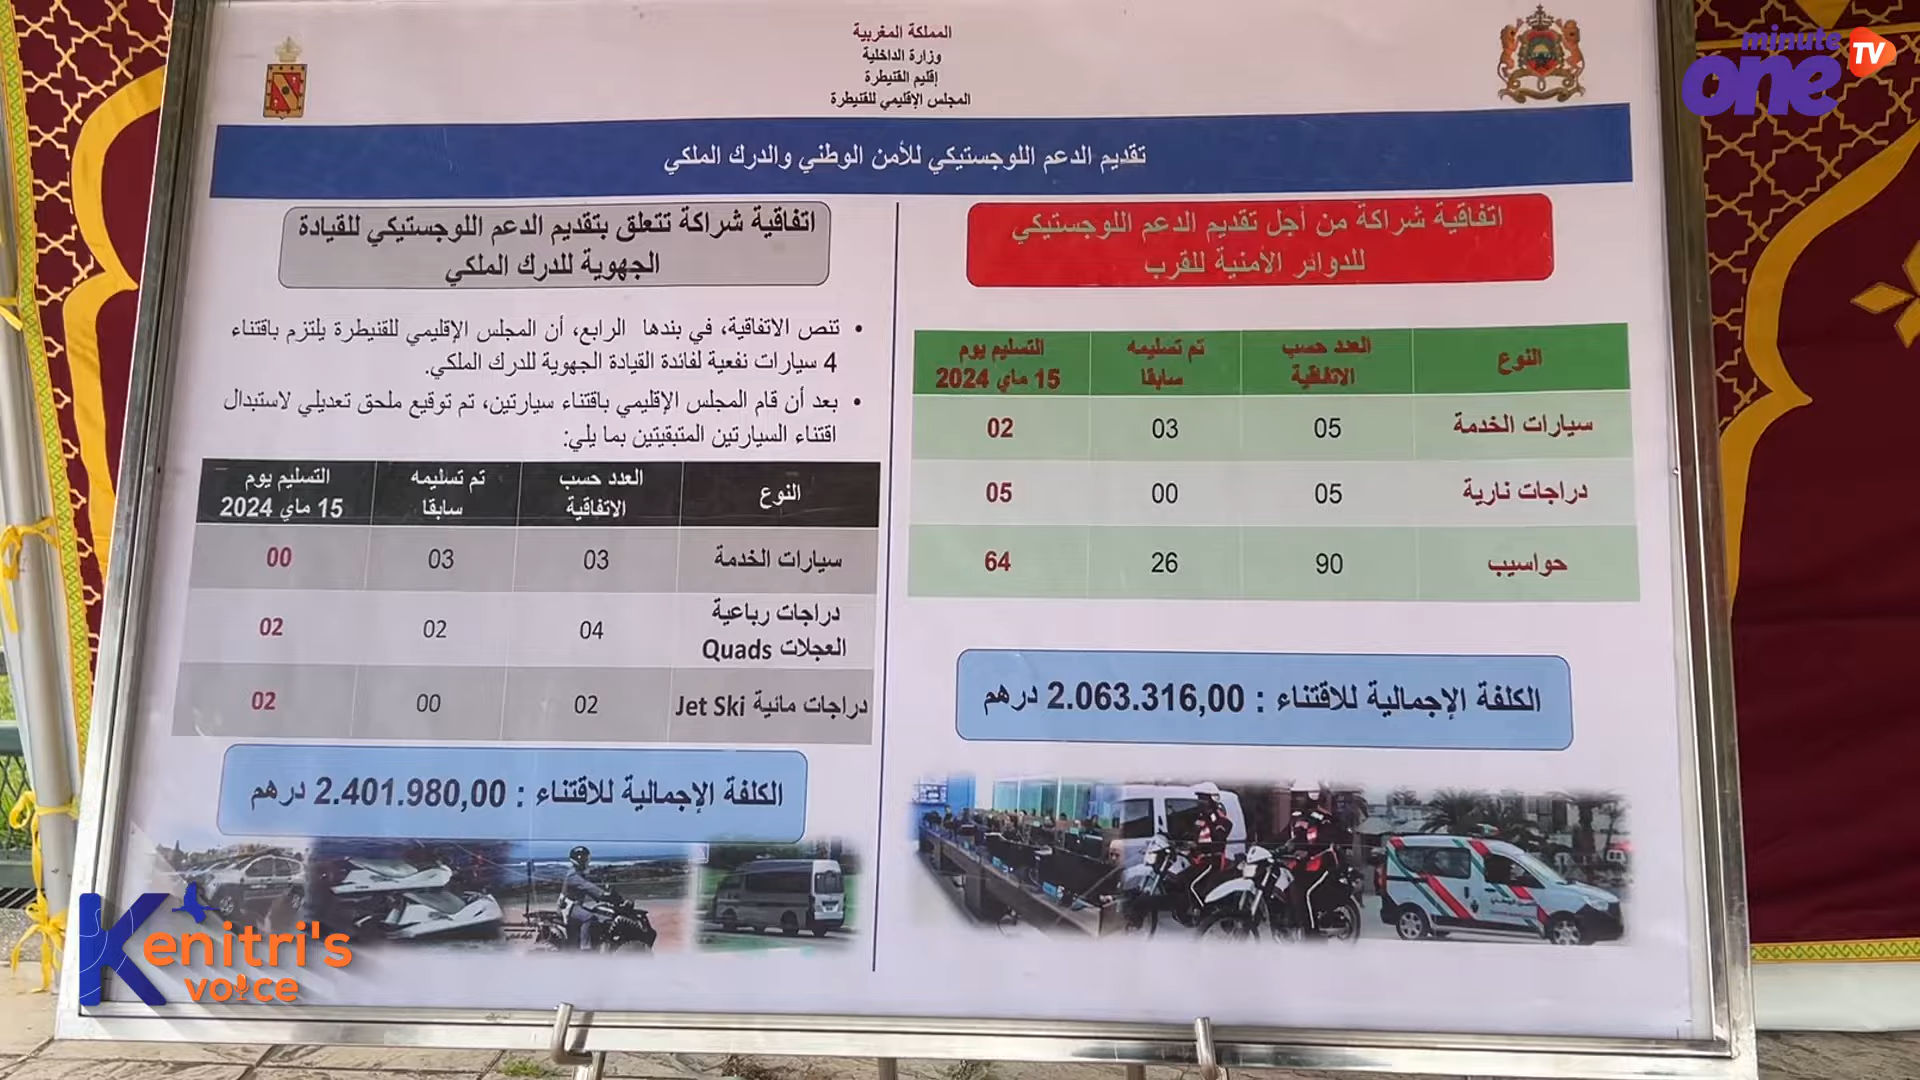 المملكة المغربية
وزارة الداخلية
إقليم القنيطرة
المجلس الإقليمي للقنيطرة
minute
one TV
تقديم الدعم اللوجستيكي للأمن الوطني والدرك الملكي
اتفاقية شراكة من أجل تقديم الدعم اللوجستيكي
للدوائر الأمنية للقرب
النوع | العدد حسب الاتفاقية | تم تسليمه سابقا | التسليم يوم 15 ماي 2024
سيارات الخدمة | 05 | 03 | 02
دراجات نارية | 05 | 00 | 05
حواسيب | 90 | 26 | 64
الكلفة الإجمالية للاقتناء : 2.063.316,00 درهم
اتفاقية شراكة تتعلق بتقديم الدعم اللوجستيكي للقيادة
الجهوية للدرك الملكي
• تنص الاتفاقية، في بندها الرابع، أن المجلس الإقليمي للقنيطرة يلتزم باقتناء
4 سيارات نفعية لفائدة القيادة الجهوية للدرك الملكي.
• بعد أن قام المجلس الإقليمي باقتناء سيارتين، تم توقيع ملحق تعديلي لاستبدال
اقتناء السيارتين المتبقيتين بما يلي:
النوع | العدد حسب الاتفاقية | تم تسليمه سابقا | التسليم يوم 15 ماي 2024
سيارات الخدمة | 03 | 03 | 00
دراجات رباعية العجلات Quads | 04 | 02 | 02
دراجات مائية Jet Ski | 02 | 00 | 02
الكلفة الإجمالية للاقتناء : 2.401.980,00 درهم
Kenitri's
voice